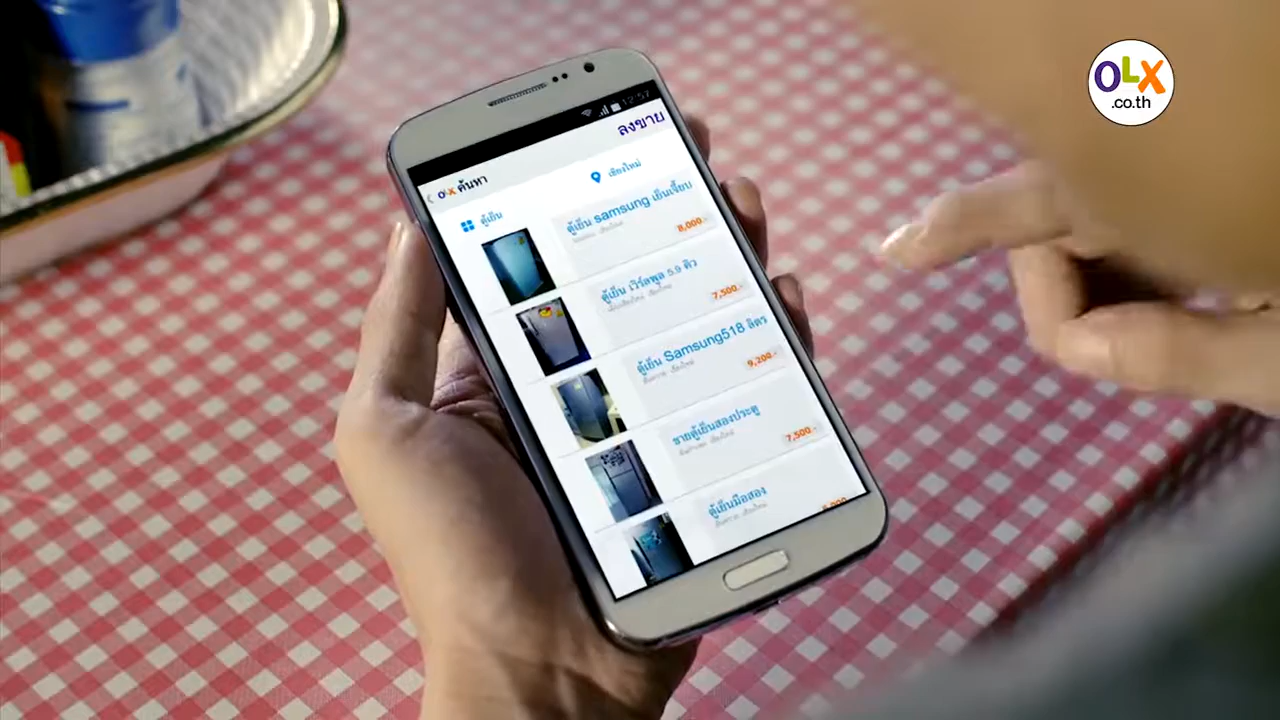 OLX
.co.th
12:57
ลงขาย
OLX ค้นหา
ตู้เย็น
เชียงใหม่
ตู้เย็น samsung เย็นเจี๊ยบ
8,000.-
ตู้เย็น เวิร์ลพูล 5.9 คิว
7,500.-
ตู้เย็น Samsung518 ลิตร
9,200.-
ขายตู้เย็นสองประตู
7,500.-
ตู้เย็นมือสอง